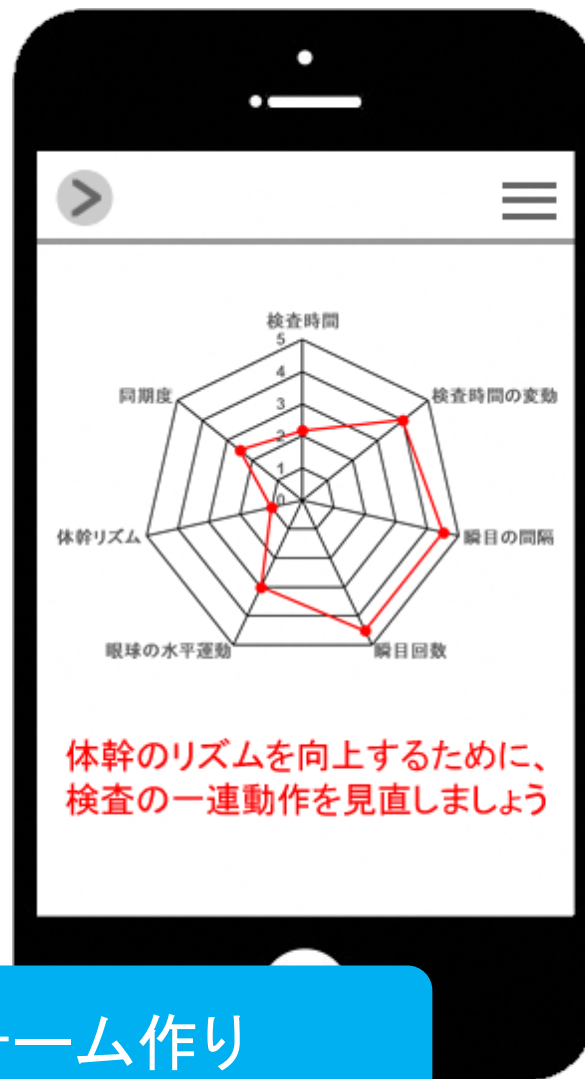 検査時間
5
同期度
4
検査時間の変動
3
2
1
0
体幹リズム
瞬目の間隔
眼球の水平運動
瞬目回数
体幹のリズムを向上するために、
検査の一連動作を見直しましょう
ーム作り